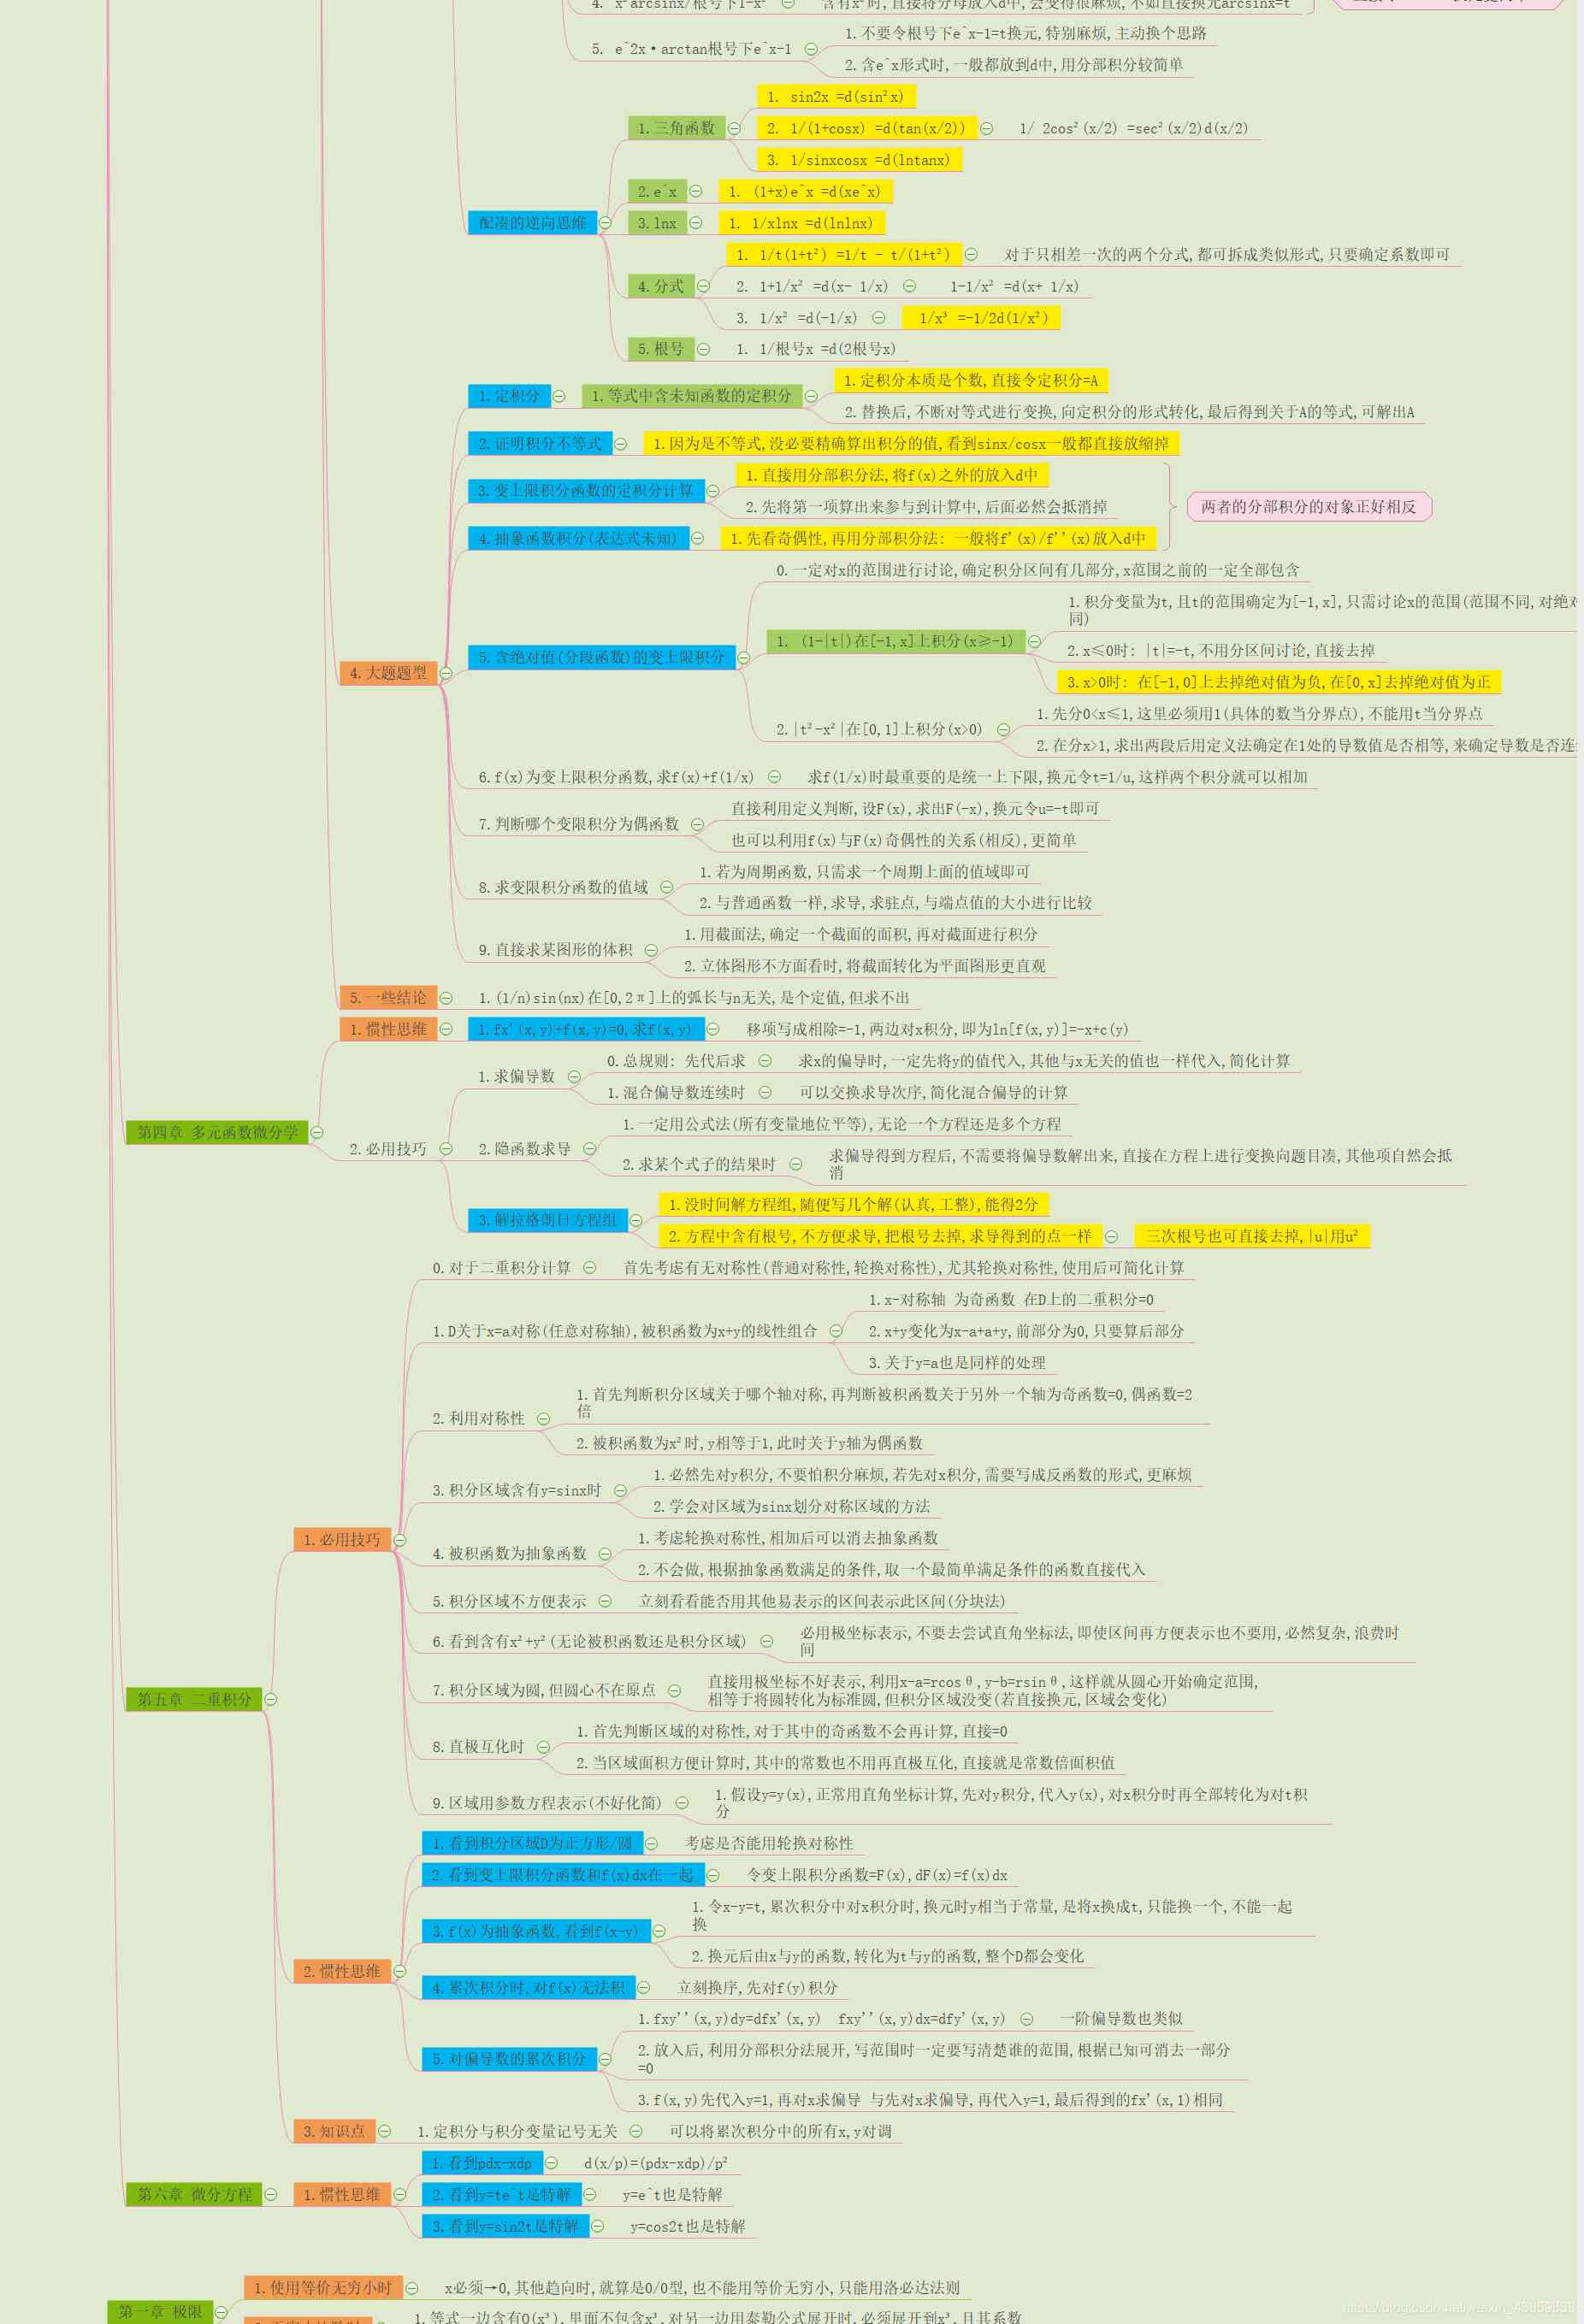 4. x²arcsinx/根号下1-x²
含有x²时,直接将分母放入d中,会变得很麻烦,不如直接换元arcsinx=t
5. e^2x·arctan根号下e^x-1
1.不要令根号下e^x-1=t换元,特别麻烦,主动换个思路
2.含e^x形式时,一般都放到d中,用分部积分较简单
配凑的逆向思维
1.三角函数
1. sin2x =d(sin²x)
2. 1/(1+cosx) =d(tan(x/2))
1/ 2cos²(x/2) =sec²(x/2)d(x/2)
3. 1/sinxcosx =d(lntanx)
2.e^x
1. (1+x)e^x =d(xe^x)
3.lnx
1. 1/xlnx =d(lnlnx)
4.分式
1. 1/t(1+t²) =1/t - t/(1+t²)
对于只相差一次的两个分式,都可拆成类似形式,只要确定系数即可
2. 1+1/x² =d(x- 1/x)
1-1/x² =d(x+ 1/x)
3. 1/x² =d(-1/x)
1/x³ =-1/2d(1/x²)
5.根号
1. 1/根号x =d(2根号x)
4.大题题型
1.定积分
1.等式中含未知函数的定积分
1.定积分本质是个数,直接令定积分=A
2.替换后,不断对等式进行变换,向定积分的形式转化,最后得到关于A的等式,可解出A
2.证明积分不等式
1.因为是不等式,没必要精确算出积分的值,看到sinx/cosx一般都直接放缩掉
3.变上限积分函数的定积分计算
1.直接用分部积分法,将f(x)之外的放入d中
2.先将第一项算出来参与到计算中,后面必然会抵消掉
4.抽象函数积分(表达式未知)
1.先看奇偶性,再用分部积分法: 一般将f'(x)/f''(x)放入d中
两者的分部积分的对象正好相反
5.含绝对值(分段函数)的变上限积分
0.一定对x的范围进行讨论,确定积分区间有几部分,x范围之前的一定全部包含
1. (1-|t|)在[-1,x]上积分(x≥-1)
1.积分变量为t,且t的范围确定为[-1,x],只需讨论x的范围(范围不同,对绝对
同)
2.x≤0时: |t|=-t,不用分区间讨论,直接去掉
3.x>0时: 在[-1,0]上去掉绝对值为负,在[0,x]去掉绝对值为正
2.|t²-x²|在[0,1]上积分(x>0)
1.先分0<x≤1,这里必须用1(具体的数当分界点),不能用t当分界点
2.在分x>1,求出两段后用定义法确定在1处的导数值是否相等,来确定导数是否连
6.f(x)为变上限积分函数,求f(x)+f(1/x)
求f(1/x)时最重要的是统一上下限,换元令t=1/u,这样两个积分就可以相加
7.判断哪个变限积分为偶函数
直接利用定义判断,设F(x),求出F(-x),换元令u=-t即可
也可以利用f(x)与F(x)奇偶性的关系(相反),更简单
8.求变限积分函数的值域
1.若为周期函数,只需求一个周期上面的值域即可
2.与普通函数一样,求导,求驻点,与端点值的大小进行比较
9.直接求某图形的体积
1.用截面法,确定一个截面的面积,再对截面进行积分
2.立体图形不方面看时,将截面转化为平面图形更直观
5.一些结论
1.(1/n)sin(nx)在[0,2π]上的弧长与n无关,是个定值,但求不出
第四章 多元函数微分学
1.惯性思维
1.fx'(x,y)+f(x,y)=0,求f(x,y)
移项写成相除=-1,两边对x积分,即为ln[f(x,y)]=-x+c(y)
2.必用技巧
1.求偏导数
0.总规则: 先代后求
求x的偏导时,一定先将y的值代入,其他与x无关的值也一样代入,简化计算
1.混合偏导数连续时
可以交换求导次序,简化混合偏导的计算
2.隐函数求导
1.一定用公式法(所有变量地位平等),无论一个方程还是多个方程
2.求某个式子的结果时
求偏导得到方程后,不需要将偏导数解出来,直接在方程上进行变换向题目凑,其他项自然会抵
消
3.解拉格朗日方程组
1.没时间解方程组,随便写几个解(认真,工整),能得2分
2.方程中含有根号,不方便求导,把根号去掉,求导得到的点一样
三次根号也可直接去掉,|u|用u²
第五章 二重积分
1.必用技巧
0.对于二重积分计算
首先考虑有无对称性(普通对称性,轮换对称性),尤其轮换对称性,使用后可简化计算
1.D关于x=a对称(任意对称轴),被积函数为x+y的线性组合
1.x-对称轴 为奇函数 在D上的二重积分=0
2.x+y变化为x-a+a+y,前部分为0,只要算后部分
3.关于y=a也是同样的处理
2.利用对称性
1.首先判断积分区域关于哪个轴对称,再判断被积函数关于另外一个轴为奇函数=0,偶函数=2
倍
2.被积函数为x²时,y相等于1,此时关于y轴为偶函数
3.积分区域含有y=sinx时
1.必然先对y积分,不要怕积分麻烦,若先对x积分,需要写成反函数的形式,更麻烦
2.学会对区域为sinx划分对称区域的方法
4.被积函数为抽象函数
1.考虑轮换对称性,相加后可以消去抽象函数
2.不会做,根据抽象函数满足的条件,取一个最简单满足条件的函数直接代入
5.积分区域不方便表示
立刻看看能否用其他易表示的区间表示此区间(分块法)
6.看到含有x²+y²(无论被积函数还是积分区域)
必用极坐标表示,不要去尝试直角坐标法,即使区间再方便表示也不要用,必然复杂,浪费时
间
7.积分区域为圆,但圆心不在原点
直接用极坐标不好表示,利用x-a=rcosθ,y-b=rsinθ,这样就从圆心开始确定范围,
相等于将圆转化为标准圆,但积分区域没变(若直接换元,区域会变化)
8.直极互化时
1.首先判断区域的对称性,对于其中的奇函数不会再计算,直接=0
2.当区域面积方便计算时,其中的常数也不用再直极互化,直接就是常数倍面积值
9.区域用参数方程表示(不好化简)
1.假设y=y(x),正常用直角坐标计算,先对y积分,代入y(x),对x积分时再全部转化为对t积
分
2.惯性思维
1.看到积分区域D为正方形/圆
考虑是否能用轮换对称性
2.看到变上限积分函数和f(x)dx在一起
令变上限积分函数=F(x),dF(x)=f(x)dx
3.f(x)为抽象函数,看到f(x-y)
1.令x-y=t,累次积分中对x积分时,换元时y相当于常量,是将x换成t,只能换一个,不能一起
换
2.换元后由x与y的函数,转化为t与y的函数,整个D都会变化
4.累次积分时,对f(x)无法积
立刻换序,先对f(y)积分
5.对偏导数的累次积分
1.fxy''(x,y)dy=dfx'(x,y) fxy''(x,y)dx=dfy'(x,y)
一阶偏导数也类似
2.放入后,利用分部积分法展开,写范围时一定要写清楚谁的范围,根据已知可消去一部分
=0
3.f(x,y)先代入y=1,再对x求偏导 与先对x求偏导,再代入y=1,最后得到的fx'(x,1)相同
3.知识点
1.定积分与积分变量记号无关
可以将累次积分中的所有x,y对调
第六章 微分方程
1.惯性思维
1.看到pdx-xdp
d(x/p)=(pdx-xdp)/p²
2.看到y=te^t是特解
y=e^t也是特解
3.看到y=sin2t是特解
y=cos2t也是特解
第一章 极限
1.使用等价无穷小时
x必须→0,其他趋向时,就算是0/0型,也不能用等价无穷小,只能用洛必达法则
1.等式一边含有0(x³),里面不包含x³,对另一边用泰勒公式展开时,必须展开到x³,且其系数